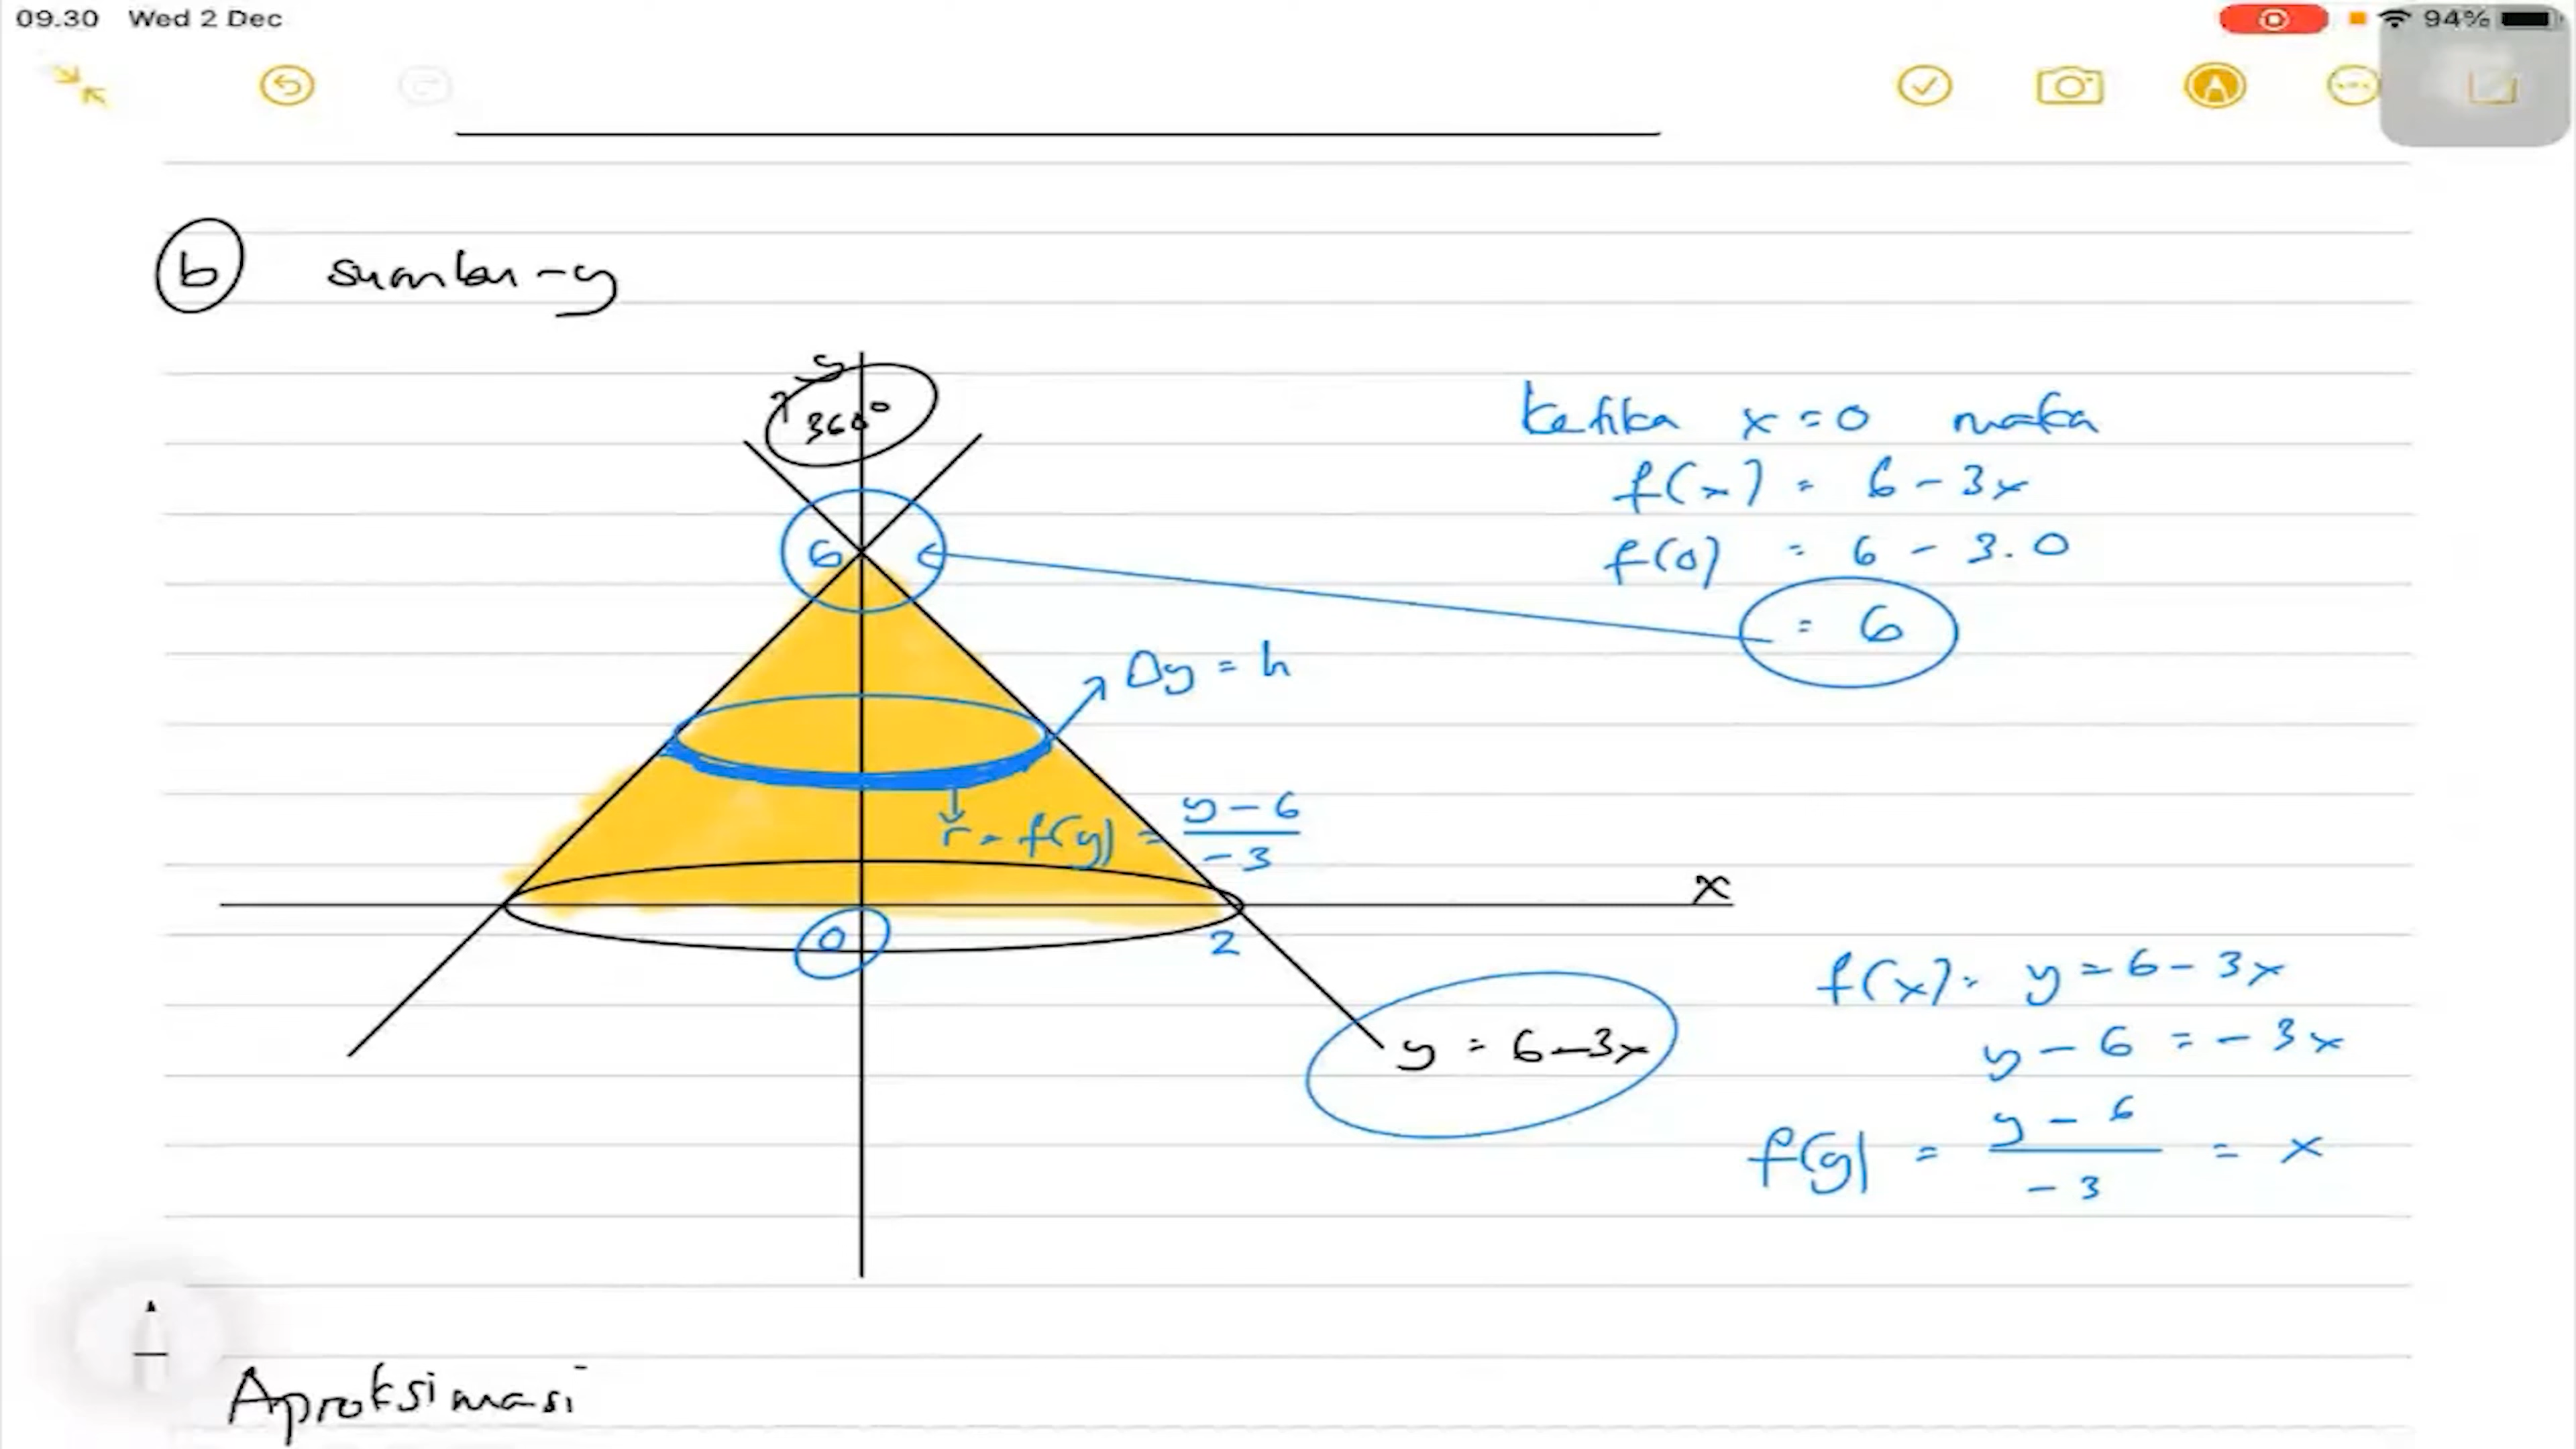 09.30 Wed 2 Dec
94%
b sumbu-y
y
360°
ketika x = 0 maka
f(x) = 6 - 3x
6
f(0) = 6 - 3.0
= 6
Δy = h
r = f(y) = y - 6 / -3
x
0
2
f(x) = y = 6 - 3x
y = 6 - 3x
y - 6 = - 3x
f(y) = y - 6 / - 3 = x
Aproksimasi